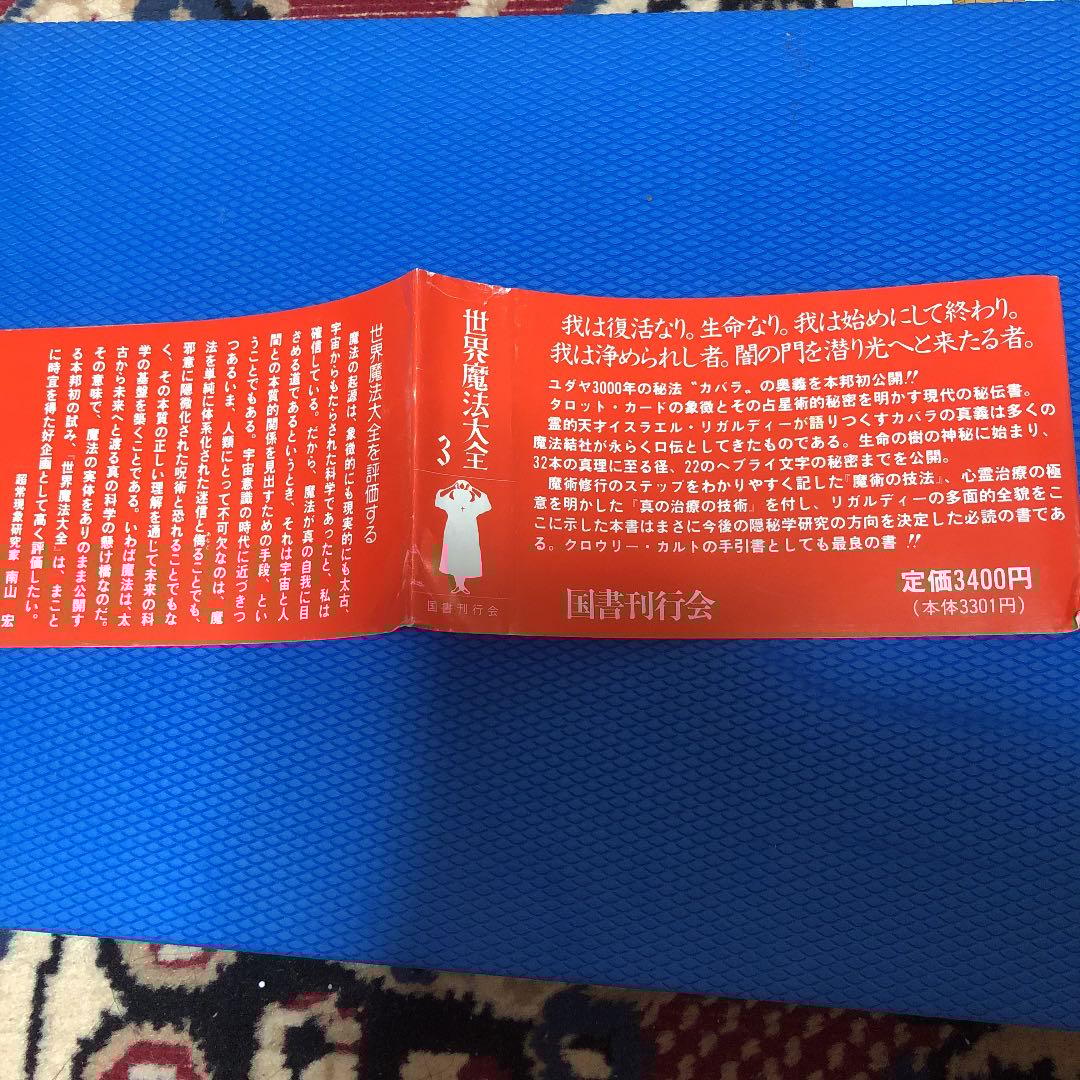 我は復活なり。生命なり。我は始めにして終わり。
我は浄められし者。闇の門を潜り光へと来たる者。
ユダヤ3000年の秘法〝カバラ〟の奥義を本邦初公開!!
タロット・カードの象徴とその占星術的秘密を明かす現代の秘伝書。
霊的天才イスラエル・リガルディーが語りつくすカバラの真義は多くの
魔法結社が永らく口伝としてきたものである。生命の樹の神秘に始まり、
32本の真理に至る径、22のヘブライ文字の秘密までを公開。
魔術修行のステップをわかりやすく記した『魔術の技法』、心霊治療の極
意を明かした『真の治療の技術』を付し、リガルディーの多面的全貌をこ
こに示した本書はまさに今後の隠秘学研究の方向を決定した必読の書であ
る。クロウリー・カルトの手引書としても最良の書!!
国書刊行会
定価3400円
(本体3301円)
世界魔法大全
3
国書刊行会
世界魔法大全を評価する
魔法の起源は、象徴的にも現実的にも太古、
宇宙からもたらされた科学であったと、私は
確信している。だから、魔法が真の自我に目
さめる道であるというとき、それは宇宙と人
間との本質的関係を見出すための手段、とい
うことでもある。宇宙意識の時代に近づきつ
つあるいま、人類にとって不可欠なのは、魔
法を単純に体系化された迷信と侮ることでも、
邪意に隠微化された呪術と恐れることでもな
く、その本質の正しい理解を通じて未来の科
学の基盤を築くことである。いわば魔法は、太
古から未来へと渡る真の科学の懸け橋なのだ。
その意味で、魔法の実体をありのまま公開す
る本邦初の試み、「世界魔法大全」は、まこと
に時宜を得た好企画として高く評価したい。
超常現象研究家 南山 宏